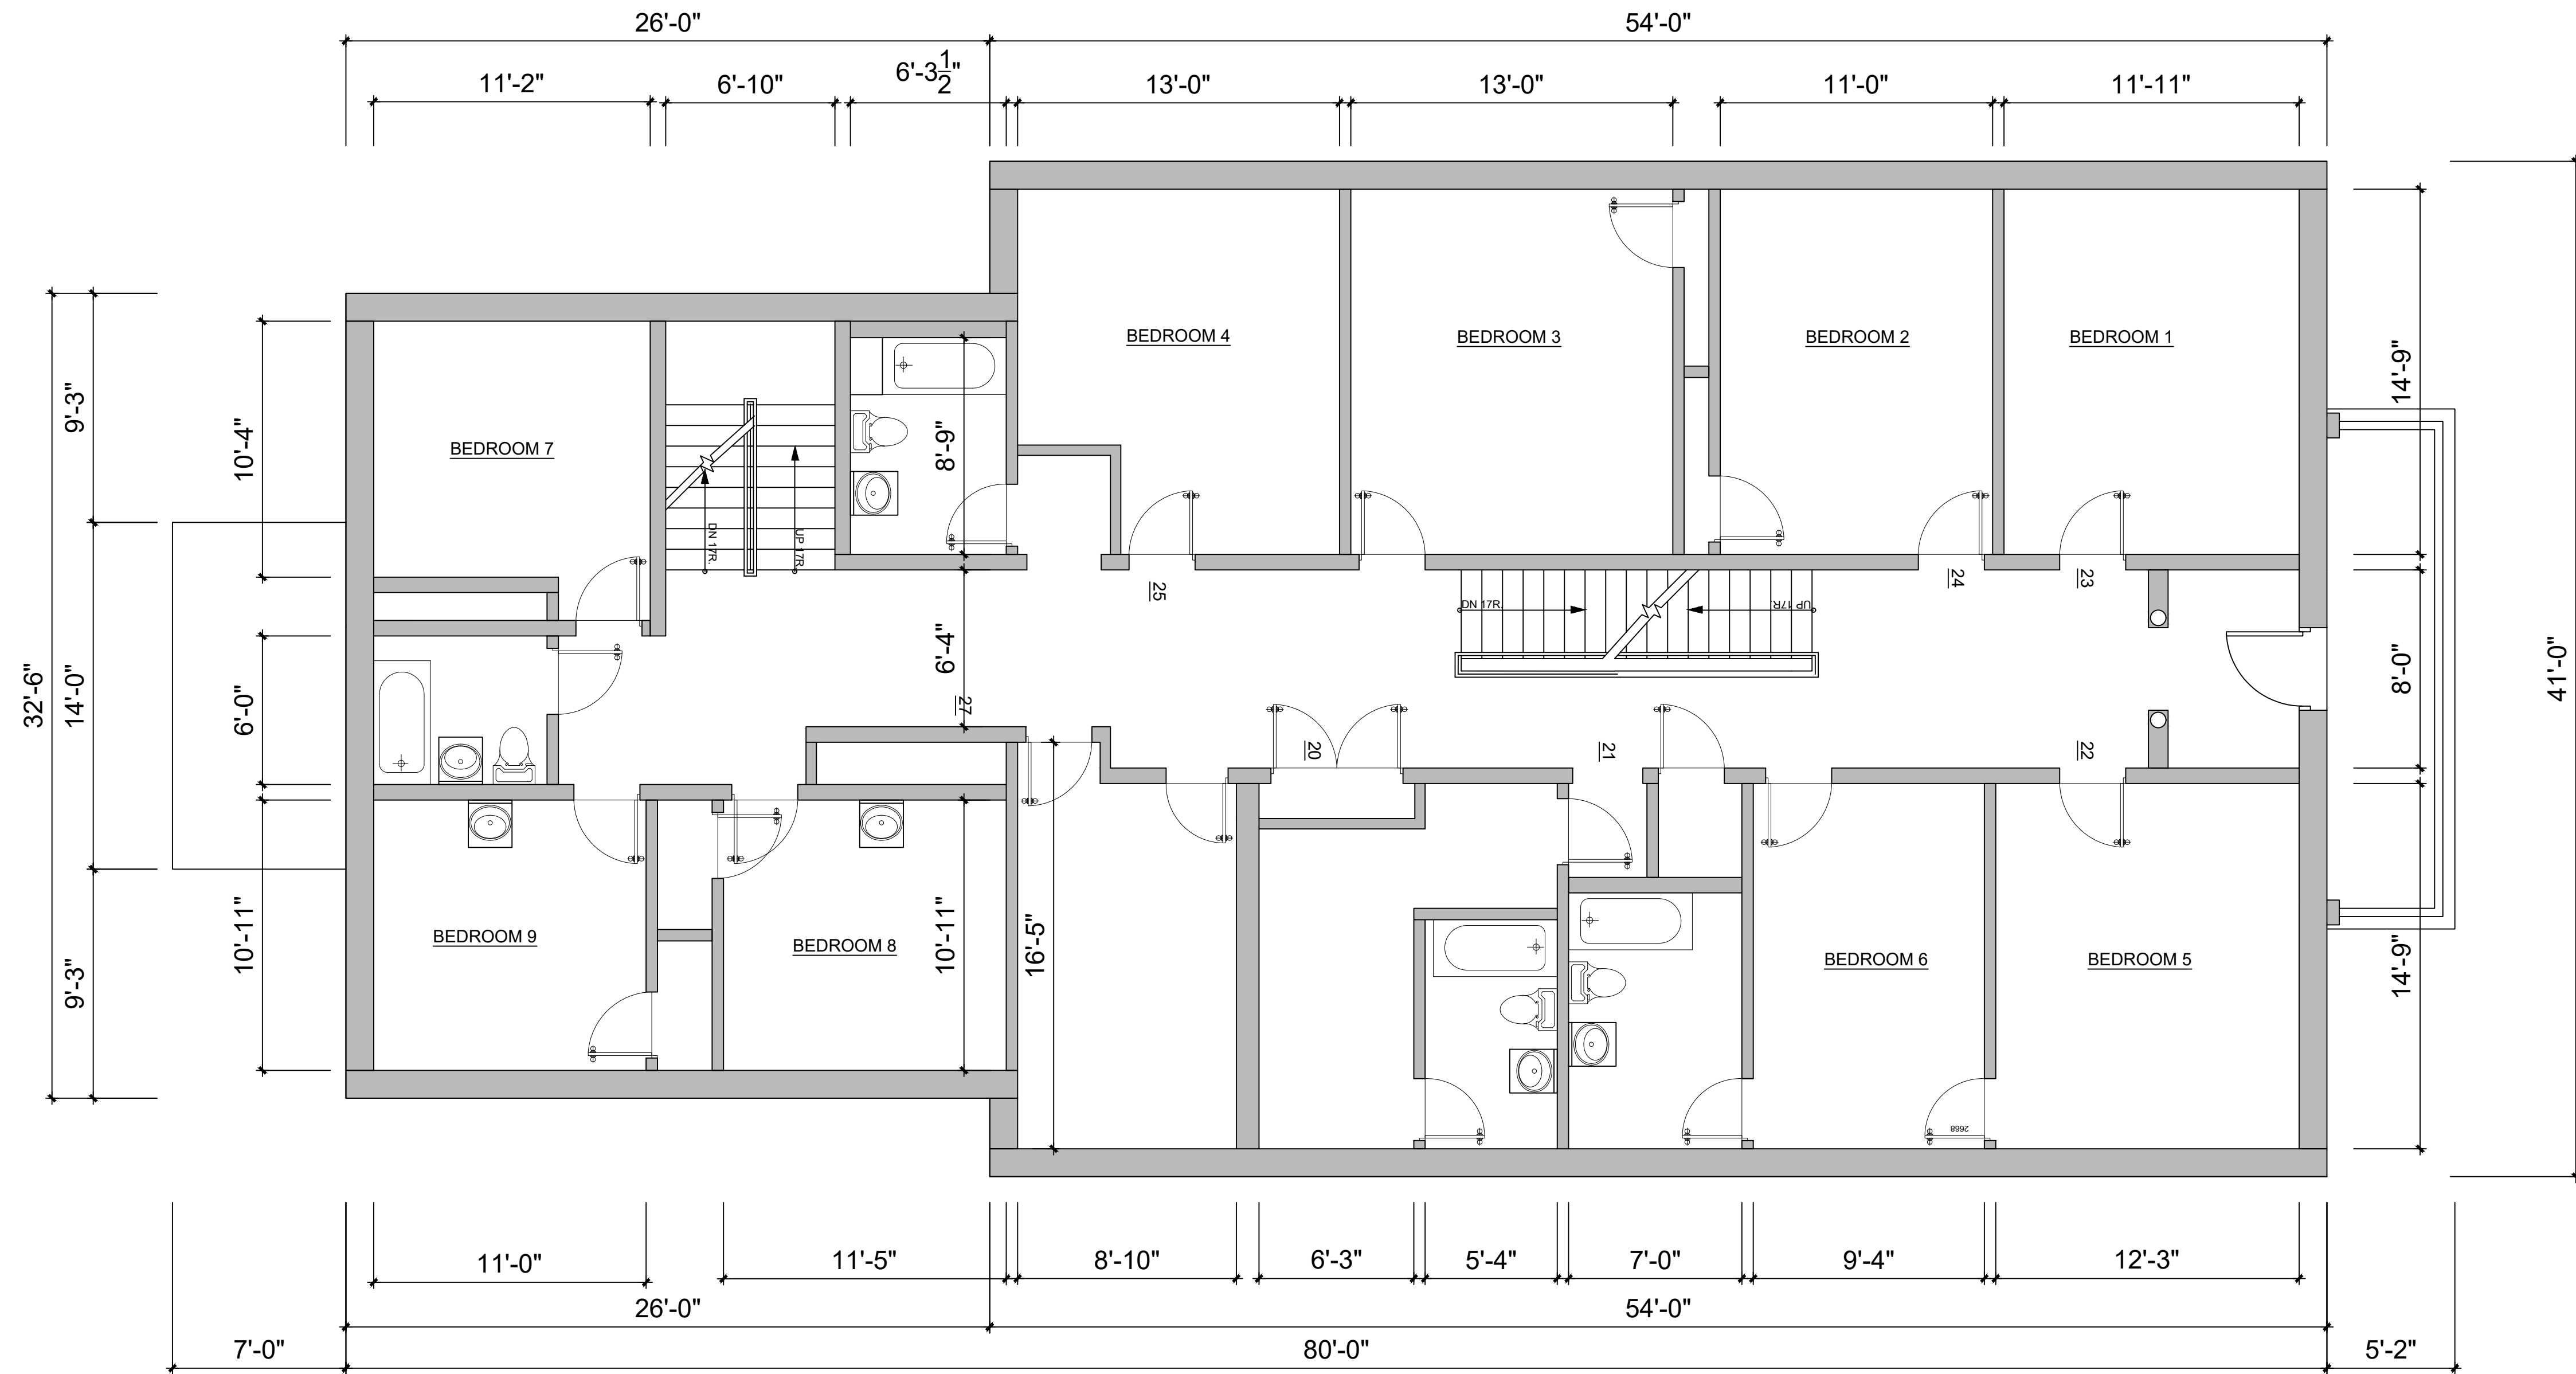 26'-0" 54'-0"
11'-2" 6'-10" 6'-3 1/2" 13'-0" 13'-0" 11'-0" 11'-11"
BEDROOM 4 BEDROOM 3 BEDROOM 2 BEDROOM 1
14'-9"
9'-3"
10'-4"
BEDROOM 7
8'-9"
DN 17R.
UP 17R.
25
24
23
DN 17R.
UP 17R.
32'-6"
14'-0"
6'-0"
6'-4"
27
20
21
22
8'-0"
41'-0"
9'-3"
10'-11"
BEDROOM 9
BEDROOM 8
10'-11"
16'-5"
BEDROOM 6
BEDROOM 5
14'-9"
2668
11'-0" 11'-5" 8'-10" 6'-3" 5'-4" 7'-0" 9'-4" 12'-3"
26'-0" 54'-0"
7'-0" 80'-0" 5'-2"